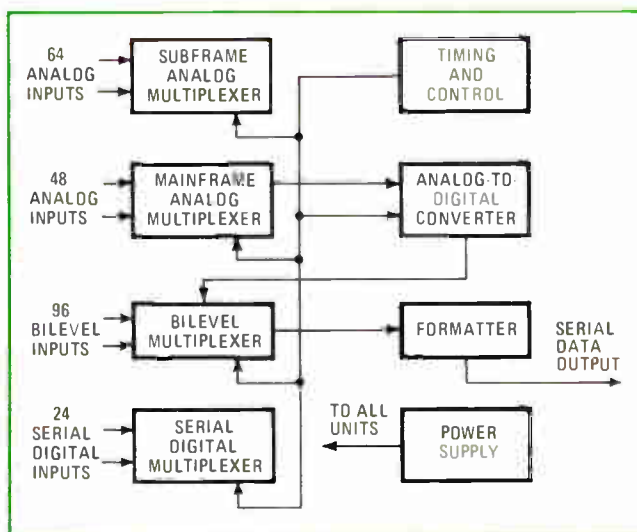 64
ANALOG
INPUTS
SUBFRAME
ANALOG
MULTIPLEXER
TIMING
AND
CONTROL
48
ANALOG
INPUTS
MAINFRAME
ANALOG
MULTIPLEXER
ANALOG-TO-
DIGITAL
CONVERTER
96
BILEVEL
INPUTS
BILEVEL
MULTIPLEXER
FORMATTER
SERIAL
DATA
OUTPUT
24
SERIAL
DIGITAL
INPUTS
SERIAL
DIGITAL
MULTIPLEXER
TO ALL
UNITS
POWER
SUPPLY